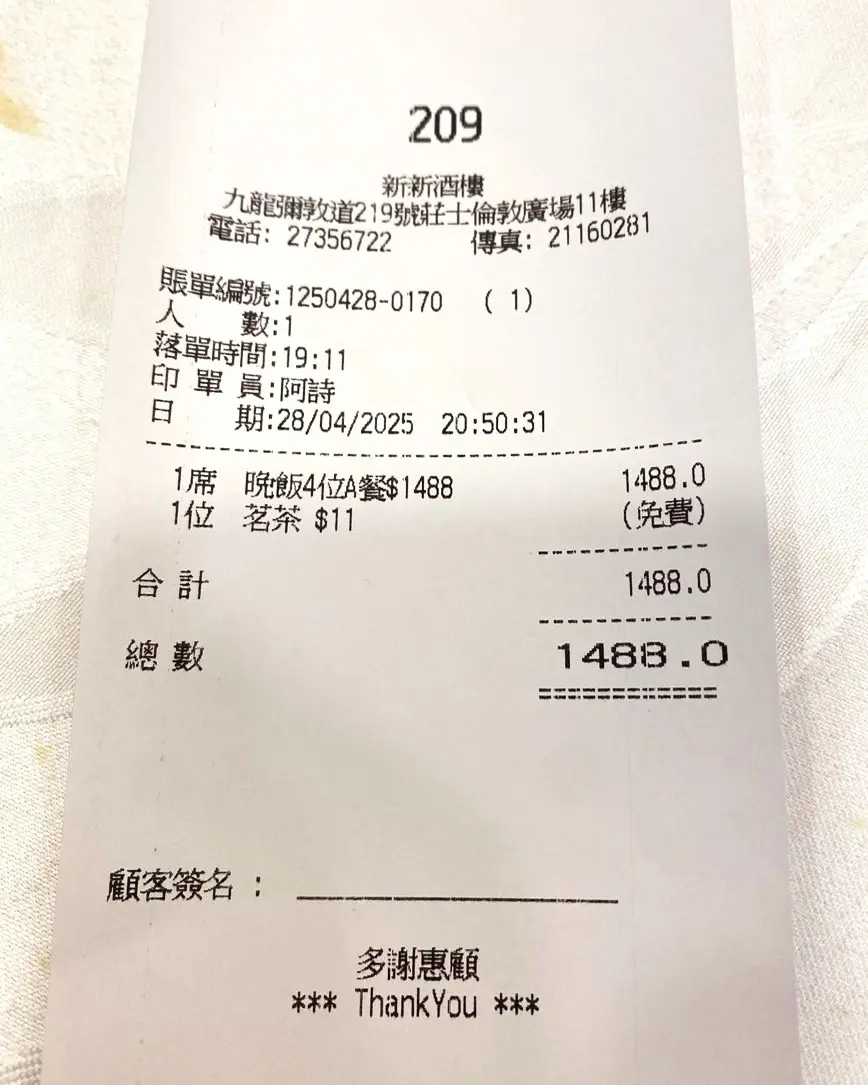 209
新新酒樓
九龍彌敦道219號莊士倫敦廣場11樓
電話: 27356722 傳真: 21160281
賬單編號:1250428-0170 ( 1)
人 數:1
落單時間:19:11
印 單 員:阿詩
日 期:28/04/2025 20:50:31
1席 晚飯4位A餐$1488 1488.0
1位 茗茶 $11 (免費)
合 計 1488.0
總 數 1488.0
顧客簽名 :
多謝惠顧
*** ThankYou ***